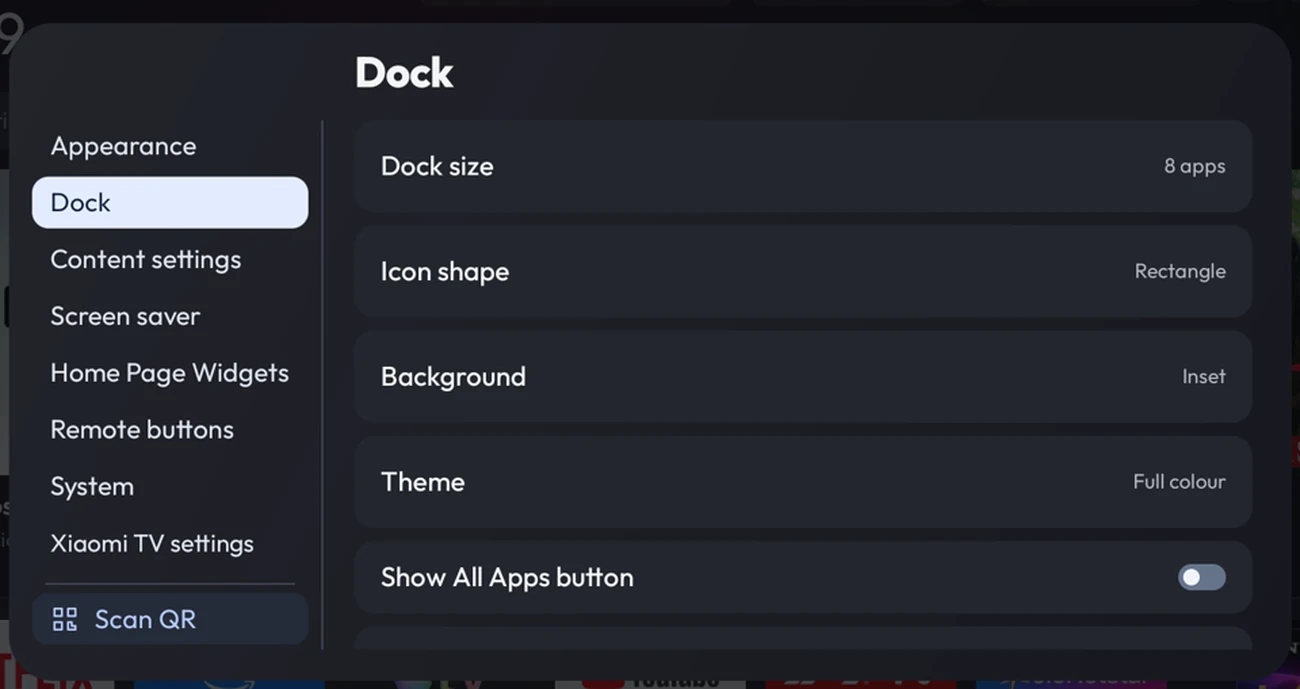 Dock
Appearance
Dock
Content settings
Screen saver
Home Page Widgets
Remote buttons
System
Xiaomi TV settings
Scan QR
Dock size
8 apps
Icon shape
Rectangle
Background
Inset
Theme
Full colour
Show All Apps button